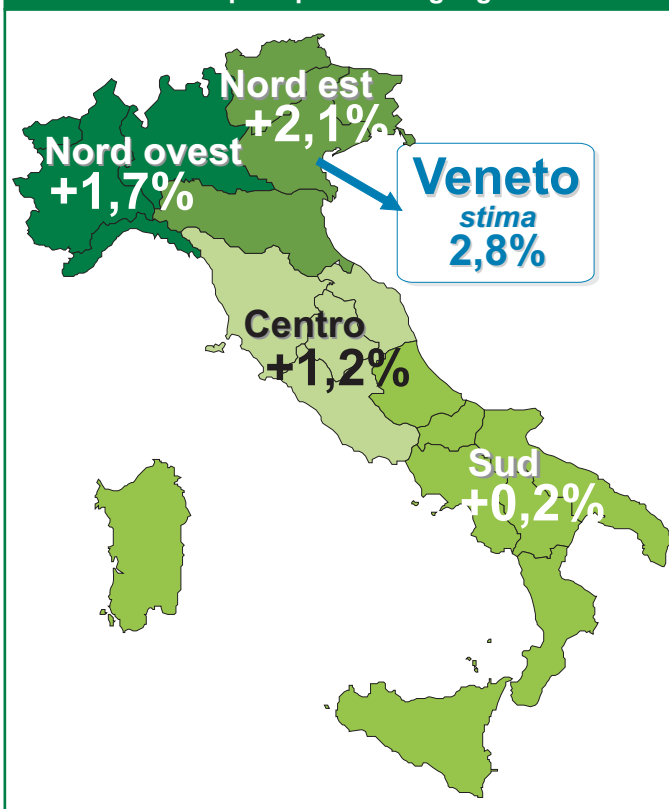 Nord est
+2,1%
Nord ovest
+1,7%
Veneto
stima
2,8%
Centro
+1,2%
Sud
+0,2%